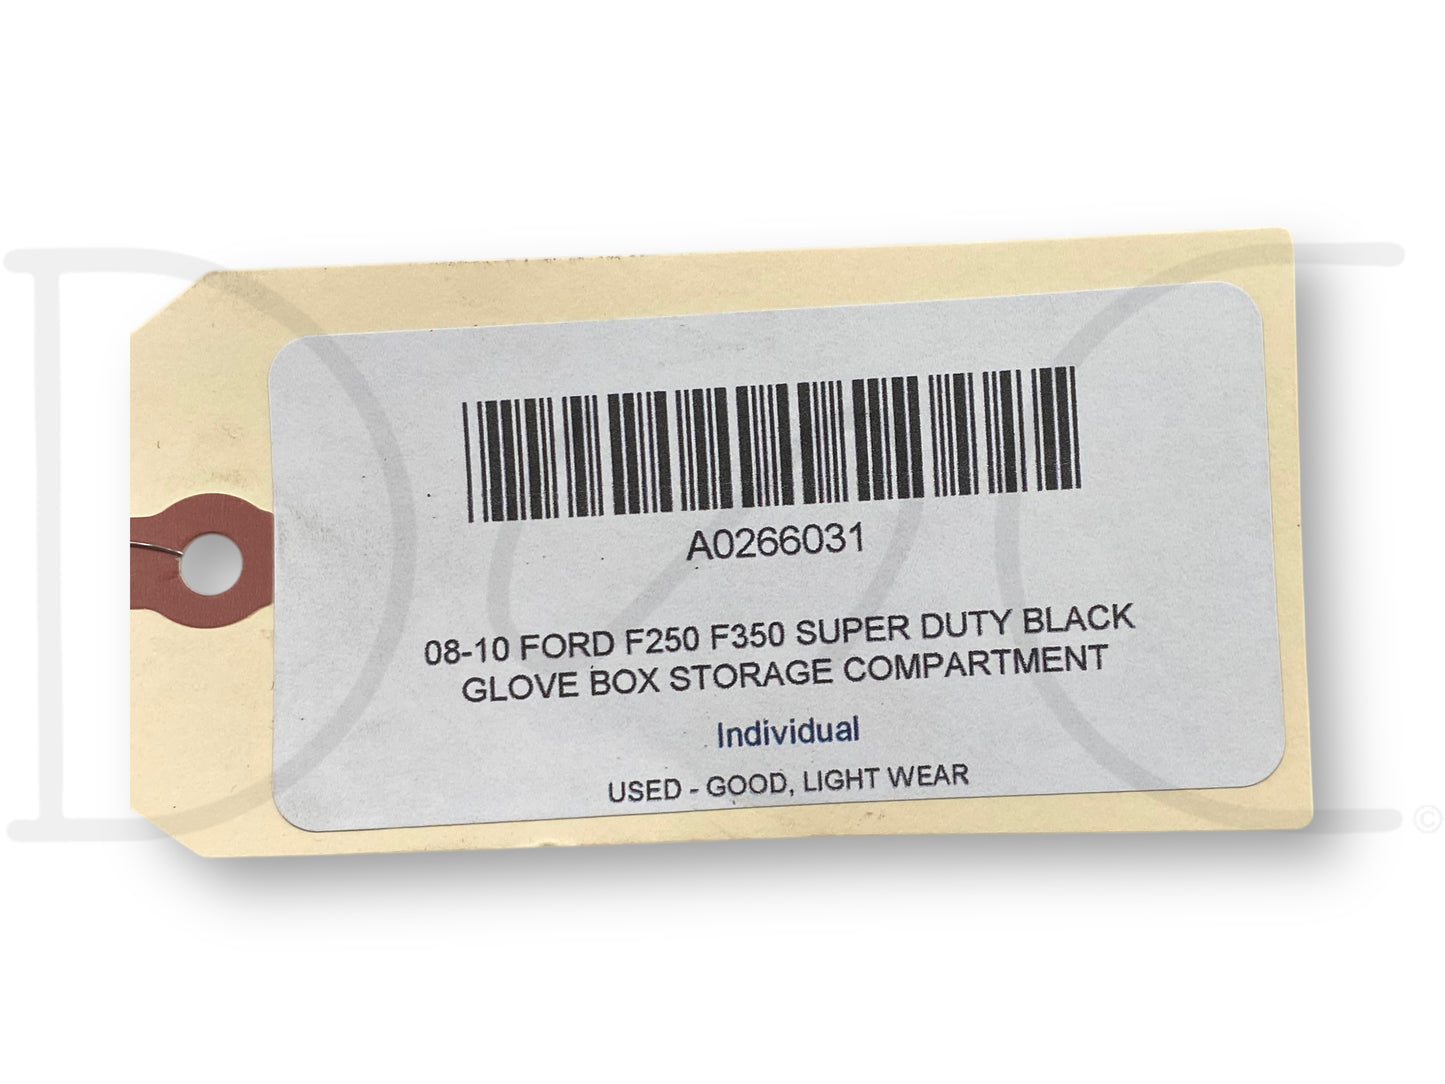 A0266031
08-10 FORD F250 F350 SUPER DUTY BLACK
GLOVE BOX STORAGE COMPARTMENT
Individual
USED - GOOD, LIGHT WEAR
©